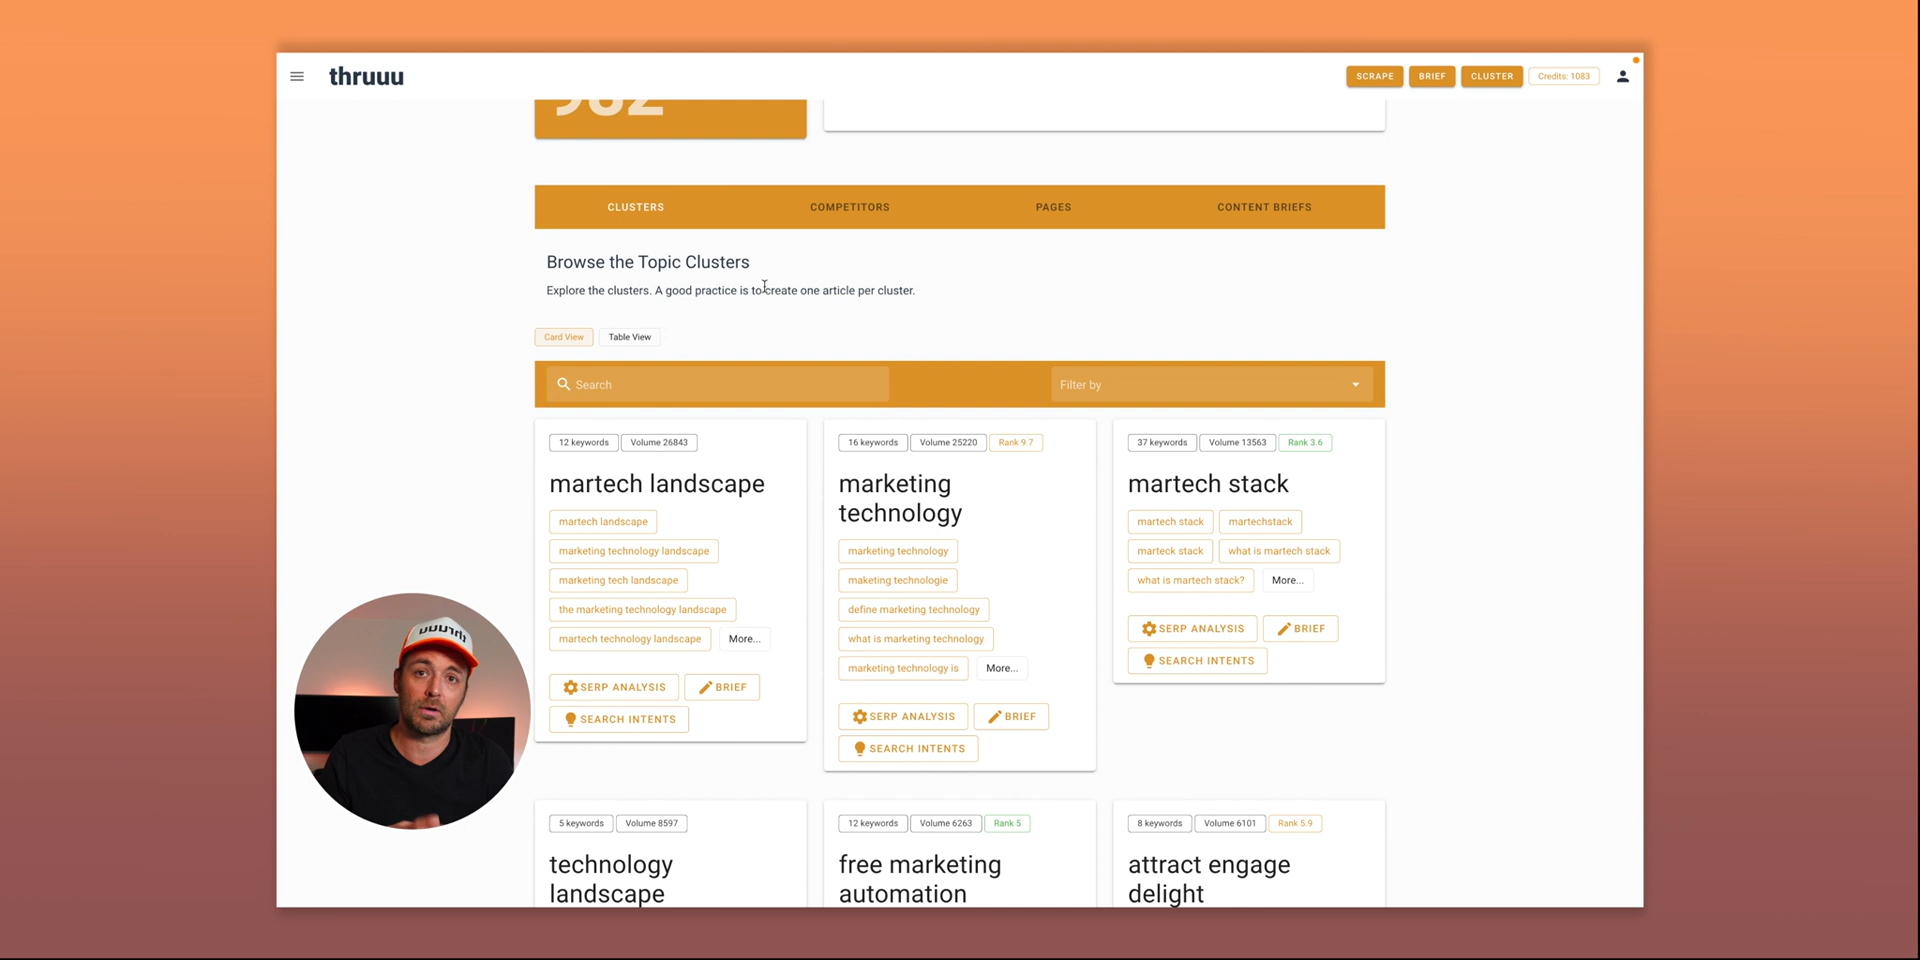 thruuu
SCRAPE
BRIEF
CLUSTER
Credits: 1083
982
CLUSTERS
COMPETITORS
PAGES
CONTENT BRIEFS
Browse the Topic Clusters
Explore the clusters. A good practice is to create one article per cluster.
Card View
Table View
Search
Filter by
12 keywords
Volume 26843
martech landscape
martech landscape
marketing technology landscape
marketing tech landscape
the marketing technology landscape
martech technology landscape
More...
SERP ANALYSIS
BRIEF
SEARCH INTENTS
16 keywords
Volume 25220
Rank 9.7
marketing
technology
marketing technology
maketing technologie
define marketing technology
what is marketing technology
marketing technology is
More...
SERP ANALYSIS
BRIEF
SEARCH INTENTS
37 keywords
Volume 13563
Rank 3.6
martech stack
martech stack
martechstack
marteck stack
what is martech stack
what is martech stack?
More...
SERP ANALYSIS
BRIEF
SEARCH INTENTS
thruuu
5 keywords
Volume 8597
technology
landscape
12 keywords
Volume 6263
Rank 5
free marketing
automation
8 keywords
Volume 6101
Rank 5.9
attract engage
delight